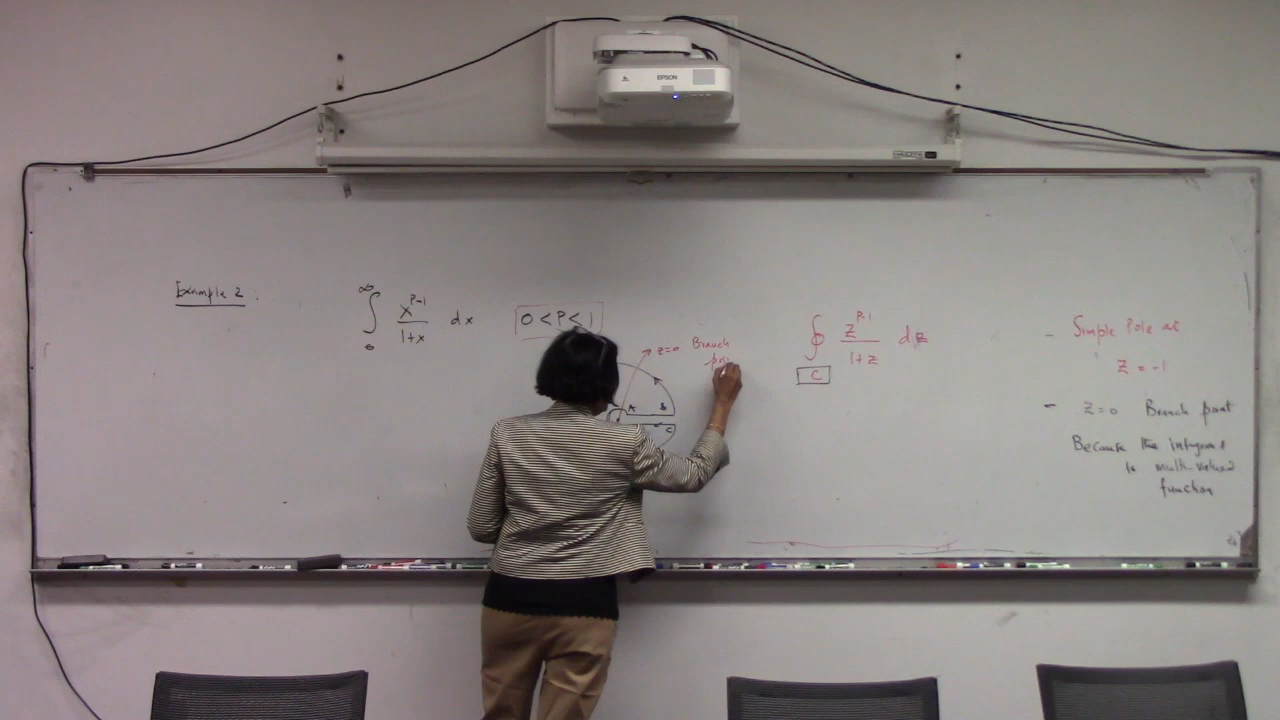 EPSON
Example 2.
∞
∫ x^{P-1} / 1+x dx
0
0 < P < 1
z=0 Branch
poi
A B
C
∮ z^{P-1} / 1+z dz
C
- Simple Pole at
z = -1
- z=0 Branch point
Because the integrand
is multi-valued
function